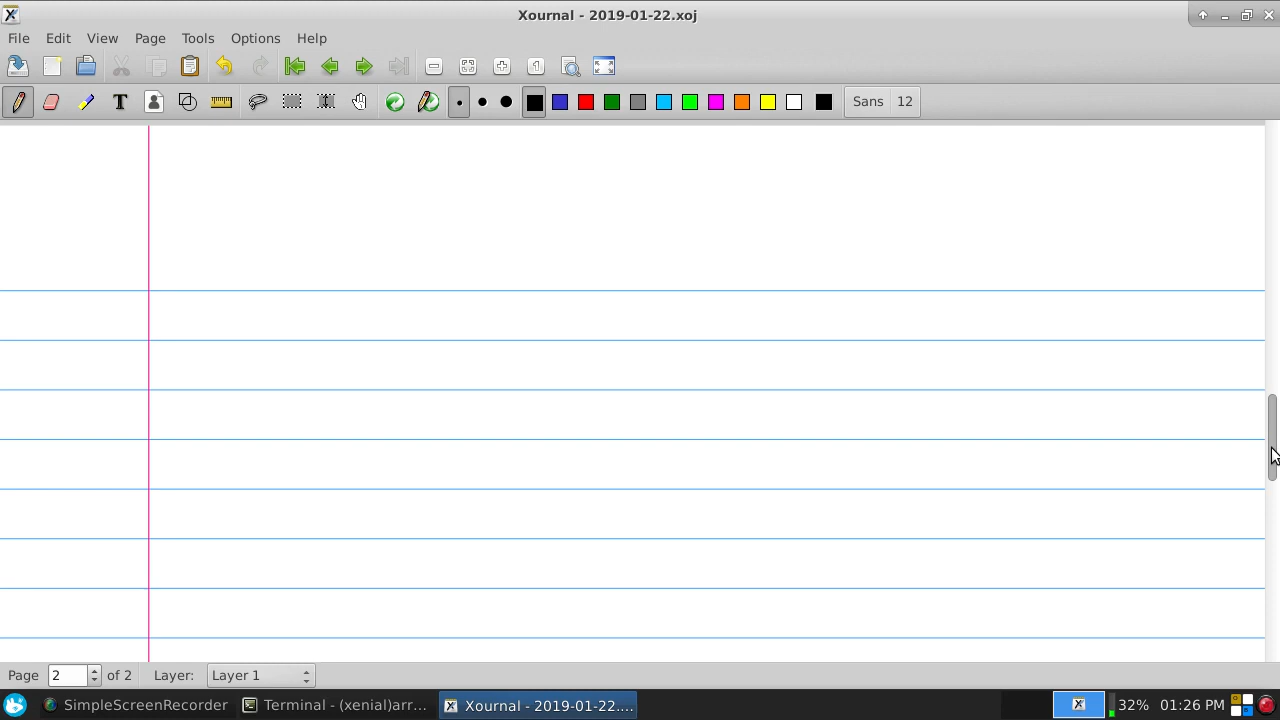 Xournal - 2019-01-22.xoj
File Edit View Page Tools Options Help
T Sans 12
Page 2 of 2 Layer: Layer 1
SimpleScreenRecorder Terminal - (xenial)arr... Xournal - 2019-01-22.... 32% 01:26 PM